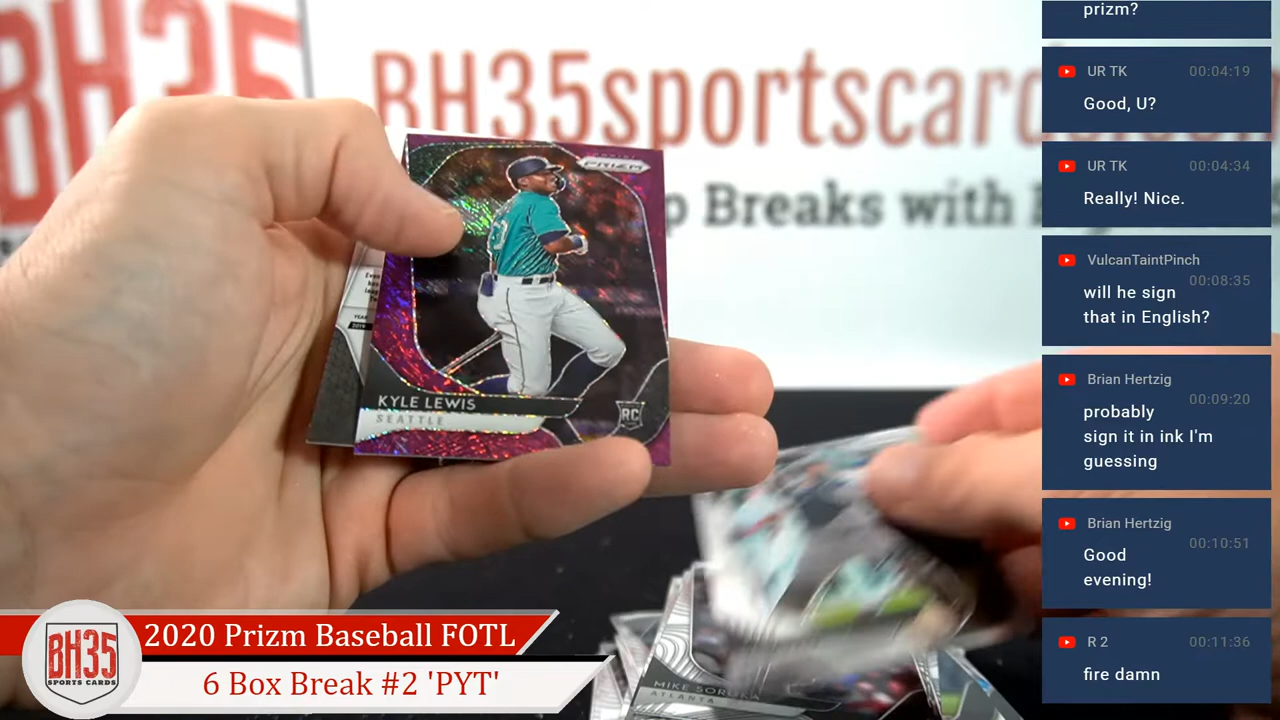 BH35
BH35sportscard
p Breaks with
PRIZM
KYLE LEWIS
SEATTLE
RC
YEAR
2019
MIKE SOROKA
ATLANTA
BH35
SPORTS CARDS
2020 Prizm Baseball FOTL
6 Box Break #2 'PYT'
prizm?
UR TK 00:04:19
Good, U?
UR TK 00:04:34
Really! Nice.
VulcanTaintPinch
00:08:35
will he sign
that in English?
Brian Hertzig
00:09:20
probably
sign it in ink I'm
guessing
Brian Hertzig
00:10:51
Good
evening!
R 2 00:11:36
fire damn